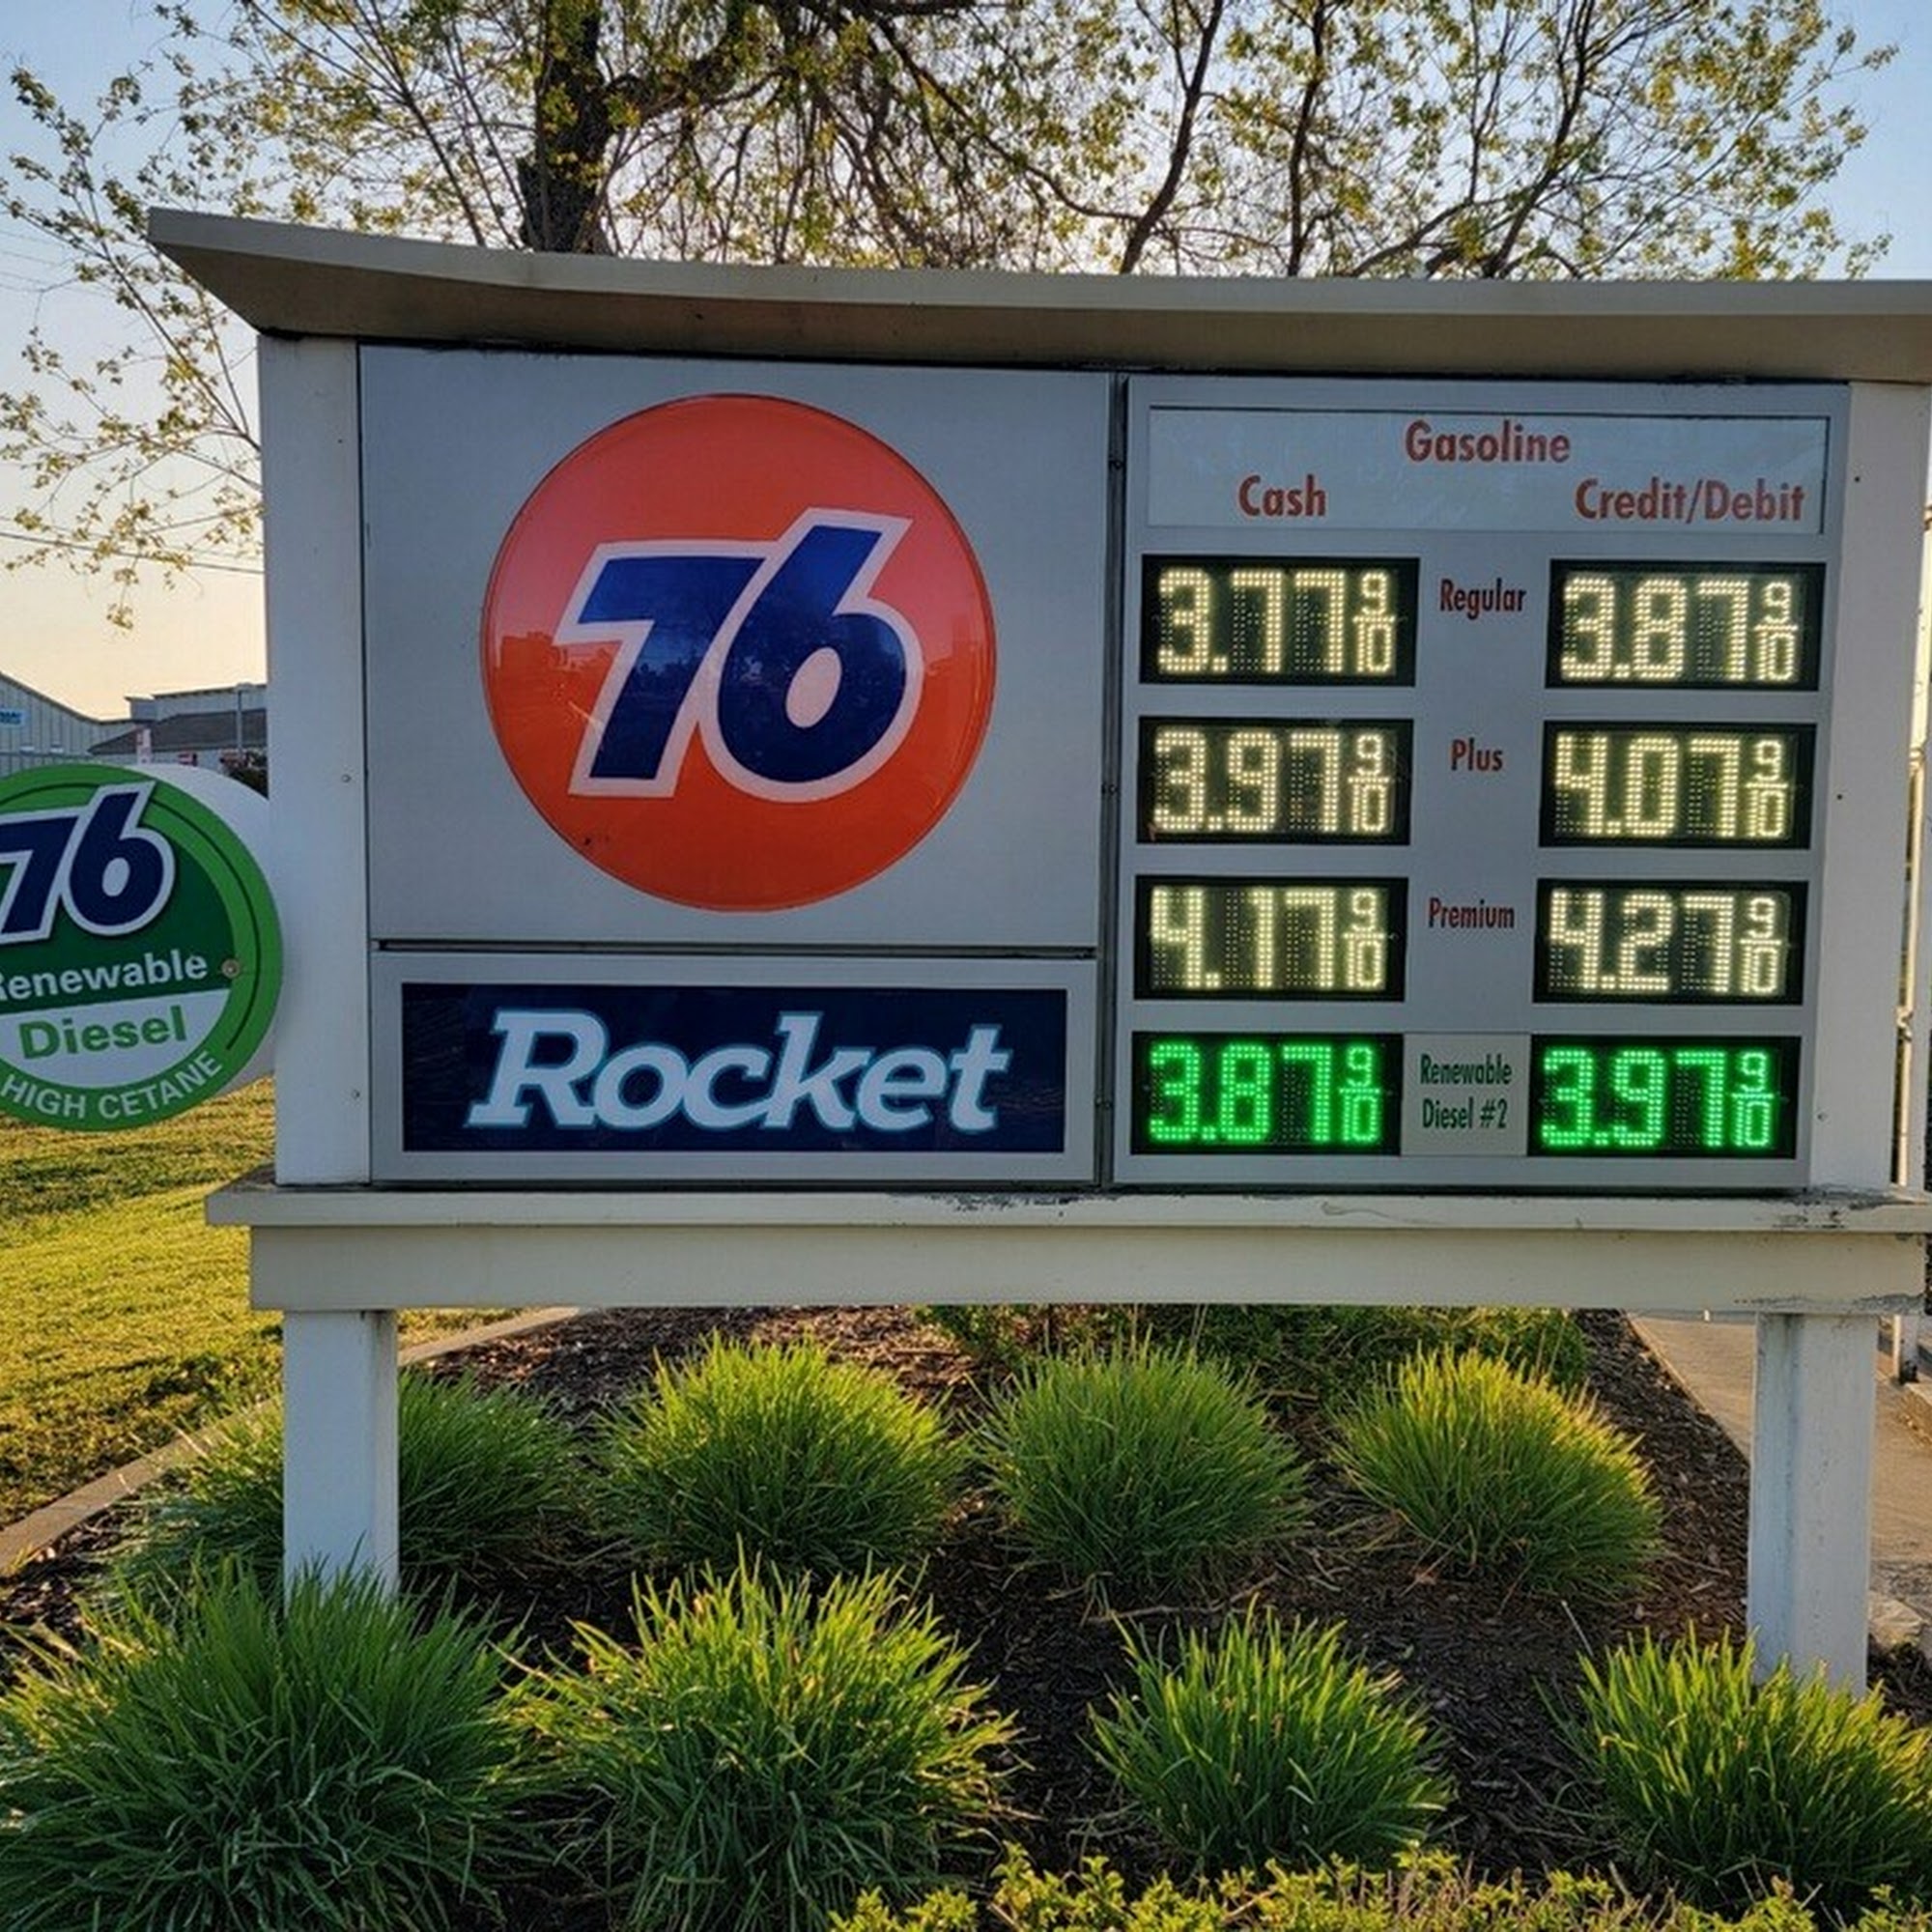 76
Rocket
Gasoline
Cash Credit/Debit
3.77 9/10 Regular 3.87 9/10
3.97 9/10 Plus 4.07 9/10
4.17 9/10 Premium 4.27 9/10
3.87 9/10 Renewable Diesel #2 3.97 9/10
76
Renewable
Diesel
HIGH CETANE